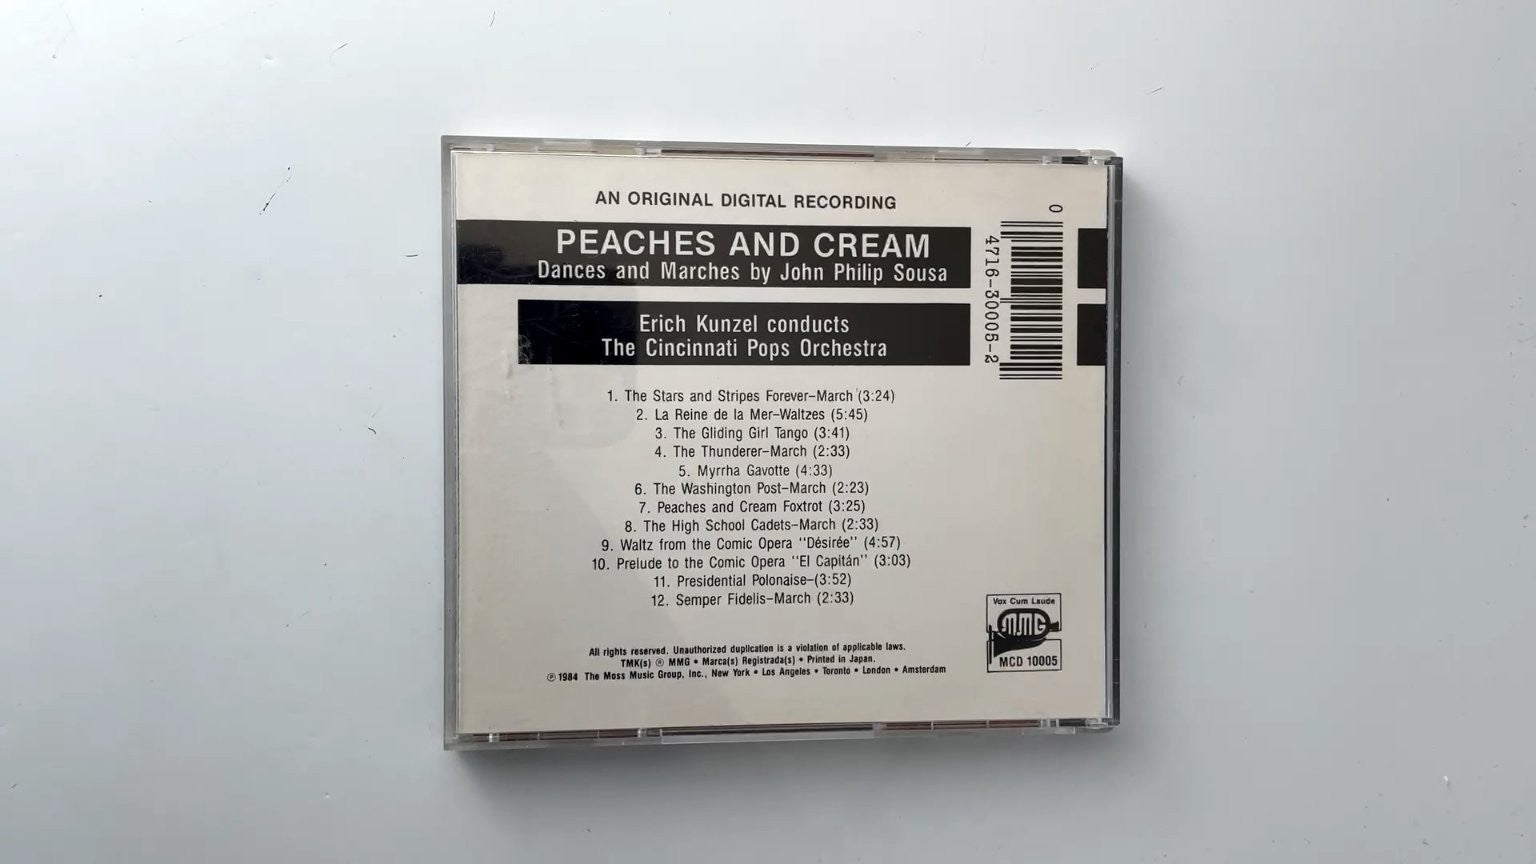 AN ORIGINAL DIGITAL RECORDING
PEACHES AND CREAM
Dances and Marches by John Philip Sousa
Erich Kunzel conducts
The Cincinnati Pops Orchestra
0
4716-30005-2
1. The Stars and Stripes Forever–March (3:24)
2. La Reine de la Mer–Waltzes (5:45)
3. The Gliding Girl Tango (3:41)
4. The Thunderer–March (2:33)
5. Myrrha Gavotte (4:33)
6. The Washington Post–March (2:23)
7. Peaches and Cream Foxtrot (3:25)
8. The High School Cadets–March (2:33)
9. Waltz from the Comic Opera "Désirée" (4:57)
10. Prelude to the Comic Opera "El Capitán" (3:03)
11. Presidential Polonaise–(3:52)
12. Semper Fidelis–March (2:33)
Vox Cum Laude
MMG
MCD 10005
All rights reserved. Unauthorized duplication is a violation of applicable laws.
TMK(s) ® MMG • Marca(s) Registrada(s) • Printed in Japan.
℗ 1984 The Moss Music Group, Inc., New York • Los Angeles • Toronto • London • Amsterdam